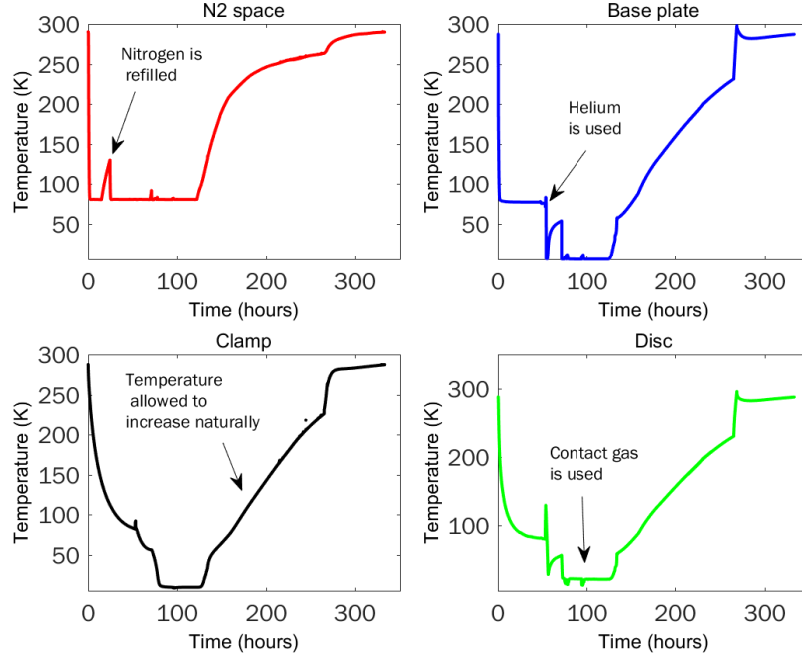 N2 space
300
250
200
150
100
50
Temperature (K)
Nitrogen is
refilled
0
100
200
300
Time (hours)
Base plate
300
250
200
150
100
50
Temperature (K)
Helium
is used
0
100
200
300
Time (hours)
Clamp
300
250
200
150
100
50
Temperature (K)
Temperature
allowed to
increase naturally
0
100
200
300
Time (hours)
Disc
300
200
100
Temperature (K)
Contact gas
is used
0
100
200
300
Time (hours)